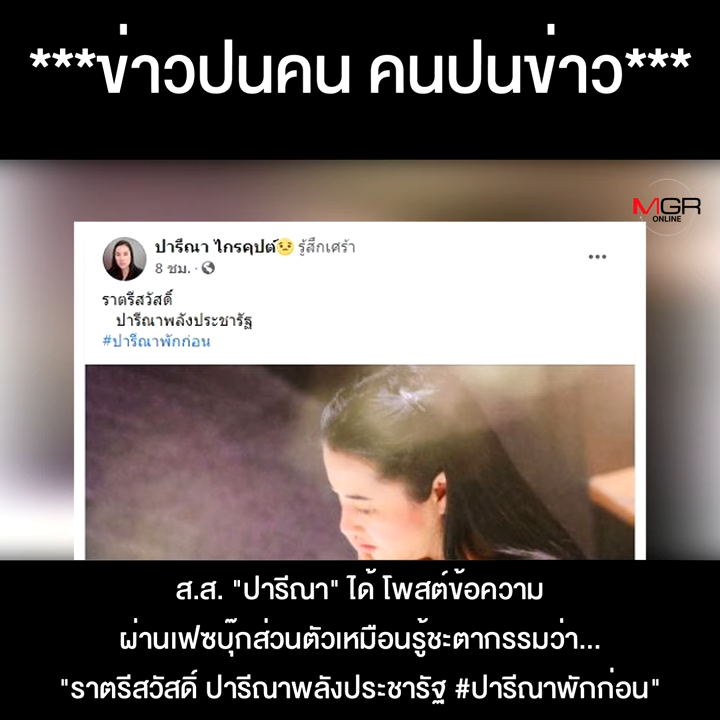 ***ข่าวปนคน คนปนข่าว***
MGR
ONLINE
ปารีณา ไกรคุปต์ รู้สึกเศร้า
8 ชม.
ราตรีสวัสดิ์
ปารีณาพลังประชารัฐ
#ปารีณาพักก่อน
ส.ส. "ปารีณา" ได้ โพสต์ข้อความ
ผ่านเฟซบุ๊กส่วนตัวเหมือนรู้ชะตากรรมว่า...
"ราตรีสวัสดิ์ ปารีณาพลังประชารัฐ #ปารีณาพักก่อน"